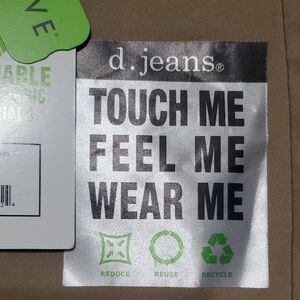 d.jeans®
TOUCH ME
FEEL ME
WEAR ME
REDUCE
REUSE
RECYCLE